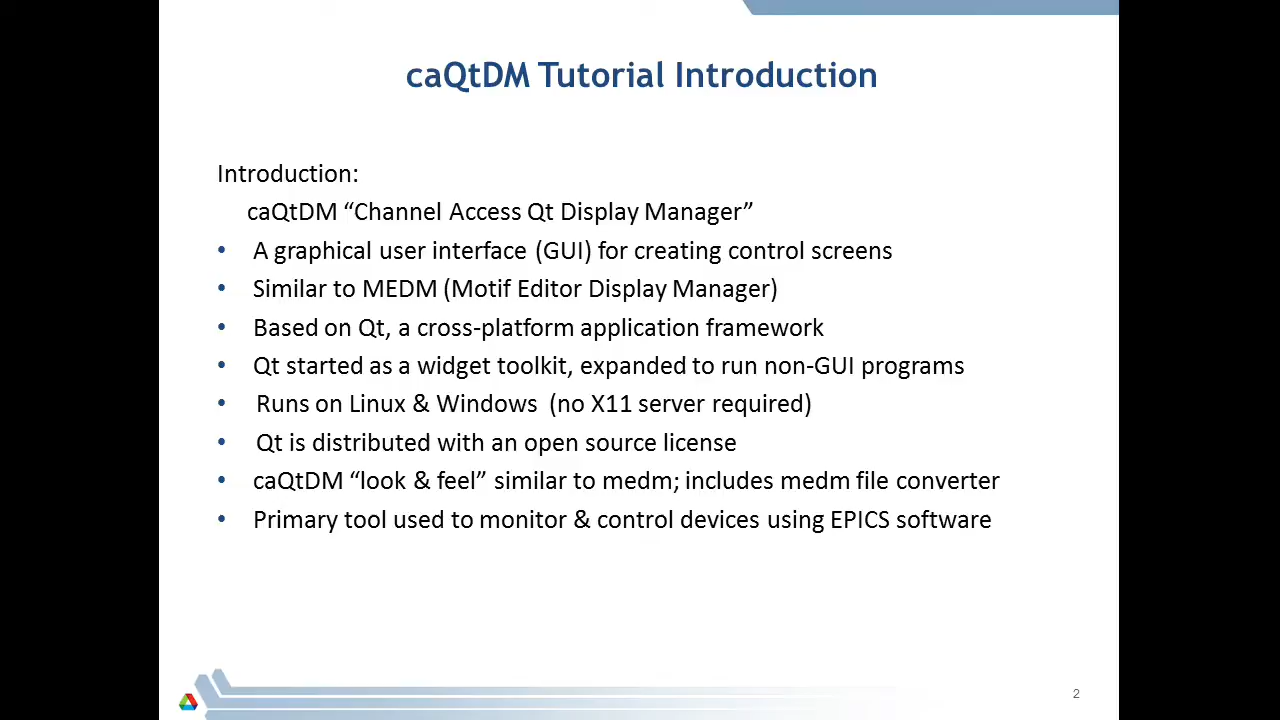 caQtDM Tutorial Introduction
Introduction:
caQtDM “Channel Access Qt Display Manager”
• A graphical user interface (GUI) for creating control screens
• Similar to MEDM (Motif Editor Display Manager)
• Based on Qt, a cross-platform application framework
• Qt started as a widget toolkit, expanded to run non-GUI programs
• Runs on Linux & Windows (no X11 server required)
• Qt is distributed with an open source license
• caQtDM “look & feel” similar to medm; includes medm file converter
• Primary tool used to monitor & control devices using EPICS software
2